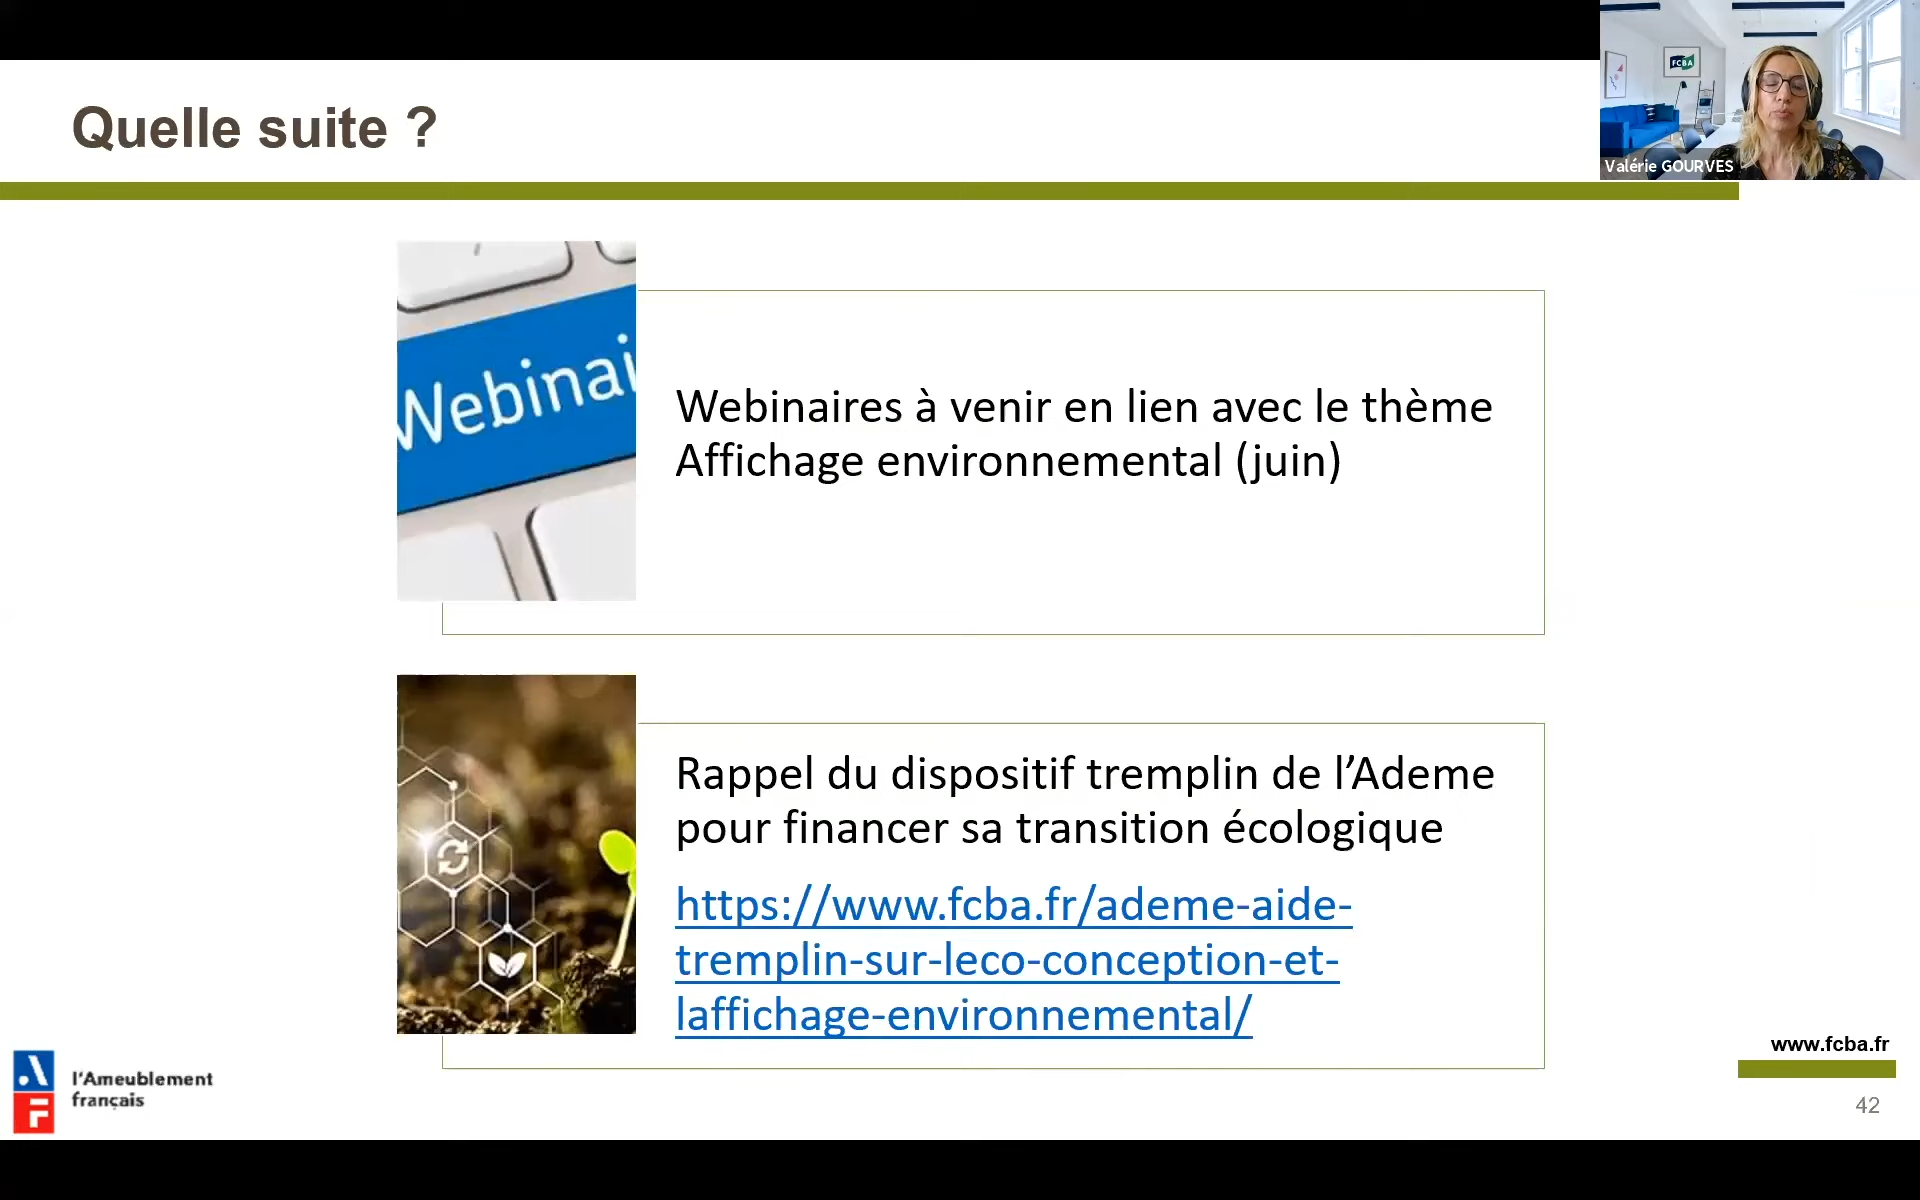 Quelle suite ?
FCBA
Valérie GOURVES
Webinai
Webinaires à venir en lien avec le thème
Affichage environnemental (juin)
Rappel du dispositif tremplin de l’Ademe
pour financer sa transition écologique
https://www.fcba.fr/ademe-aide-
tremplin-sur-leco-conception-et-
laffichage-environnemental/
www.fcba.fr
AF
l'Ameublement
français
42